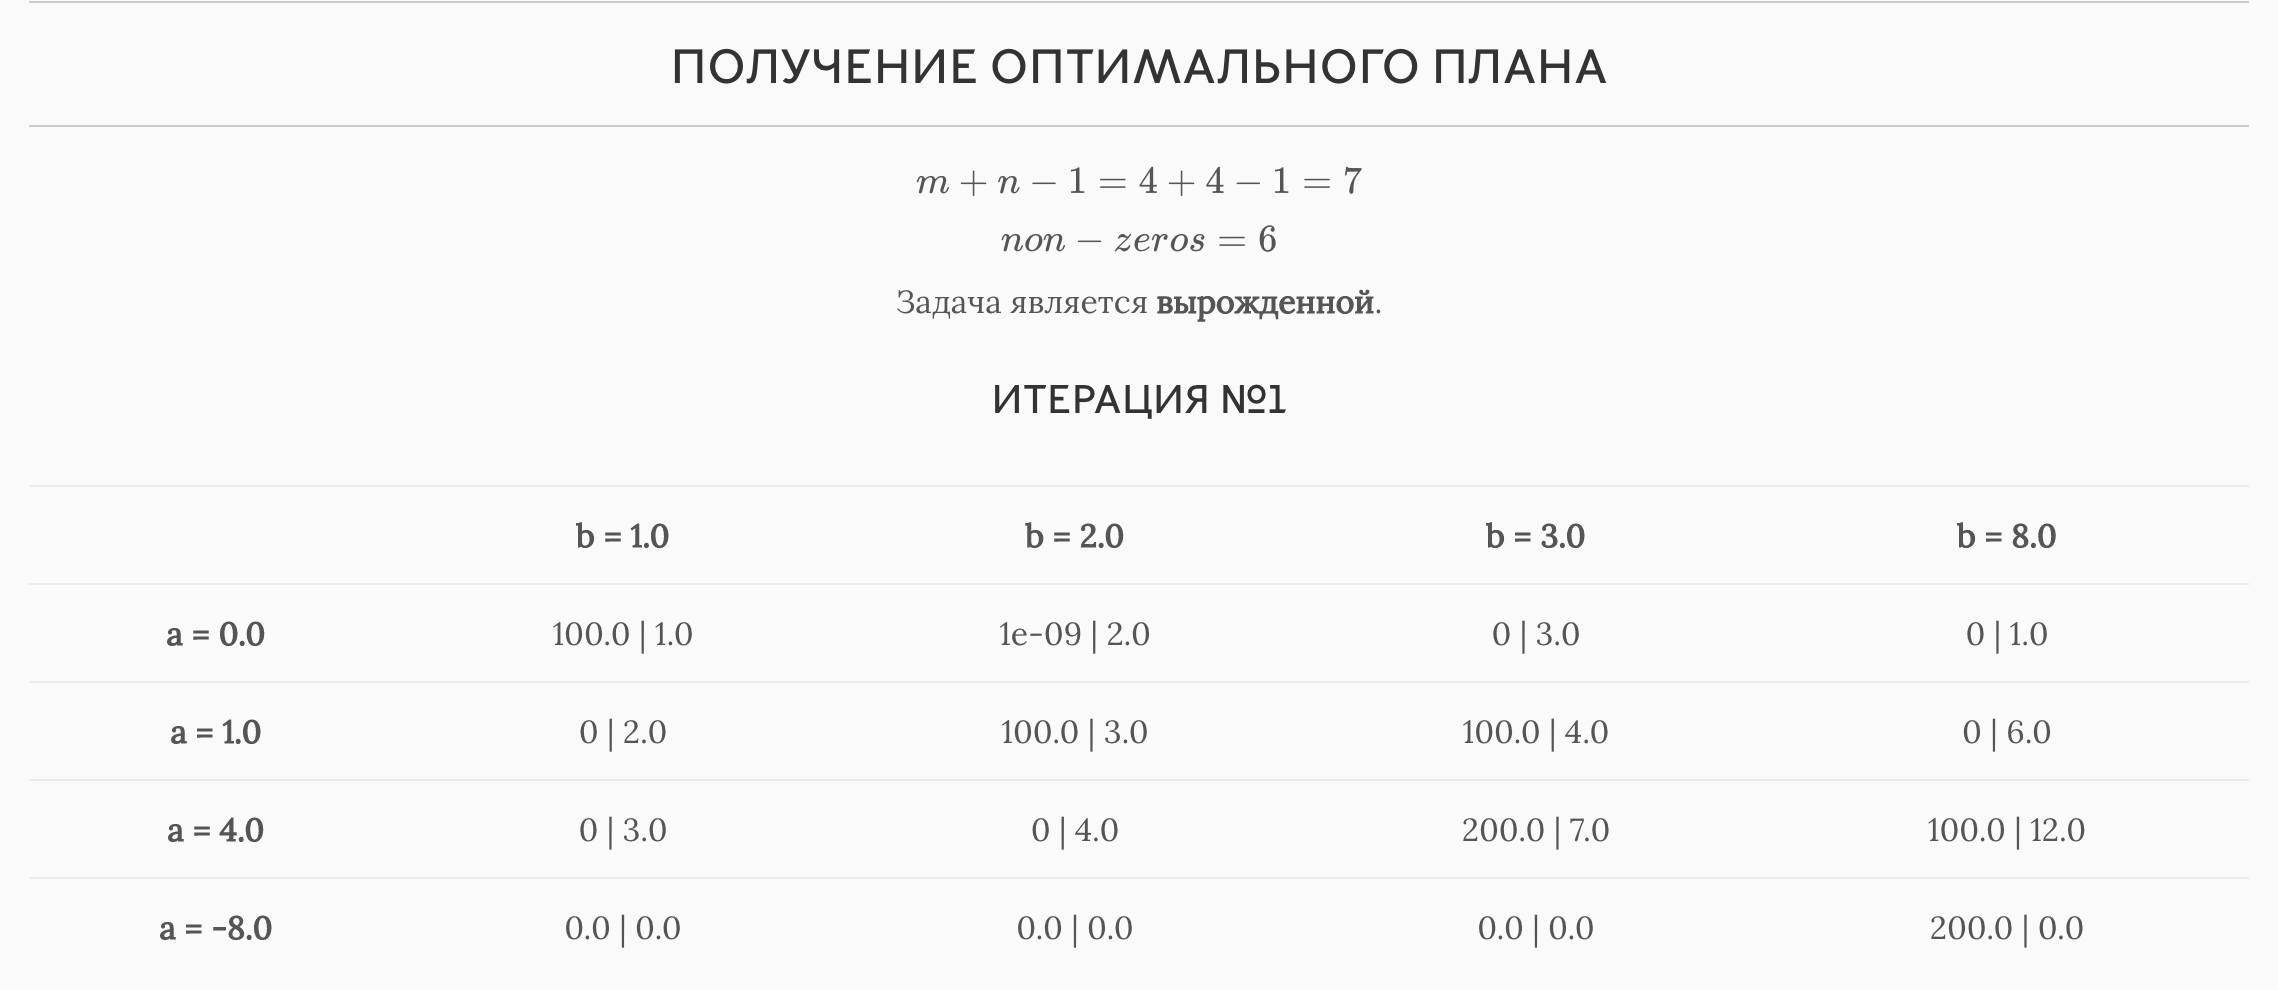 ПОЛУЧЕНИЕ ОПТИМАЛЬНОГО ПЛАНА
m + n − 1 = 4 + 4 − 1 = 7
non − zeros = 6
Задача является вырожденной.
ИТЕРАЦИЯ №1
b = 1.0 b = 2.0 b = 3.0 b = 8.0
a = 0.0 100.0 | 1.0 1e-09 | 2.0 0 | 3.0 0 | 1.0
a = 1.0 0 | 2.0 100.0 | 3.0 100.0 | 4.0 0 | 6.0
a = 4.0 0 | 3.0 0 | 4.0 200.0 | 7.0 100.0 | 12.0
a = -8.0 0.0 | 0.0 0.0 | 0.0 0.0 | 0.0 200.0 | 0.0